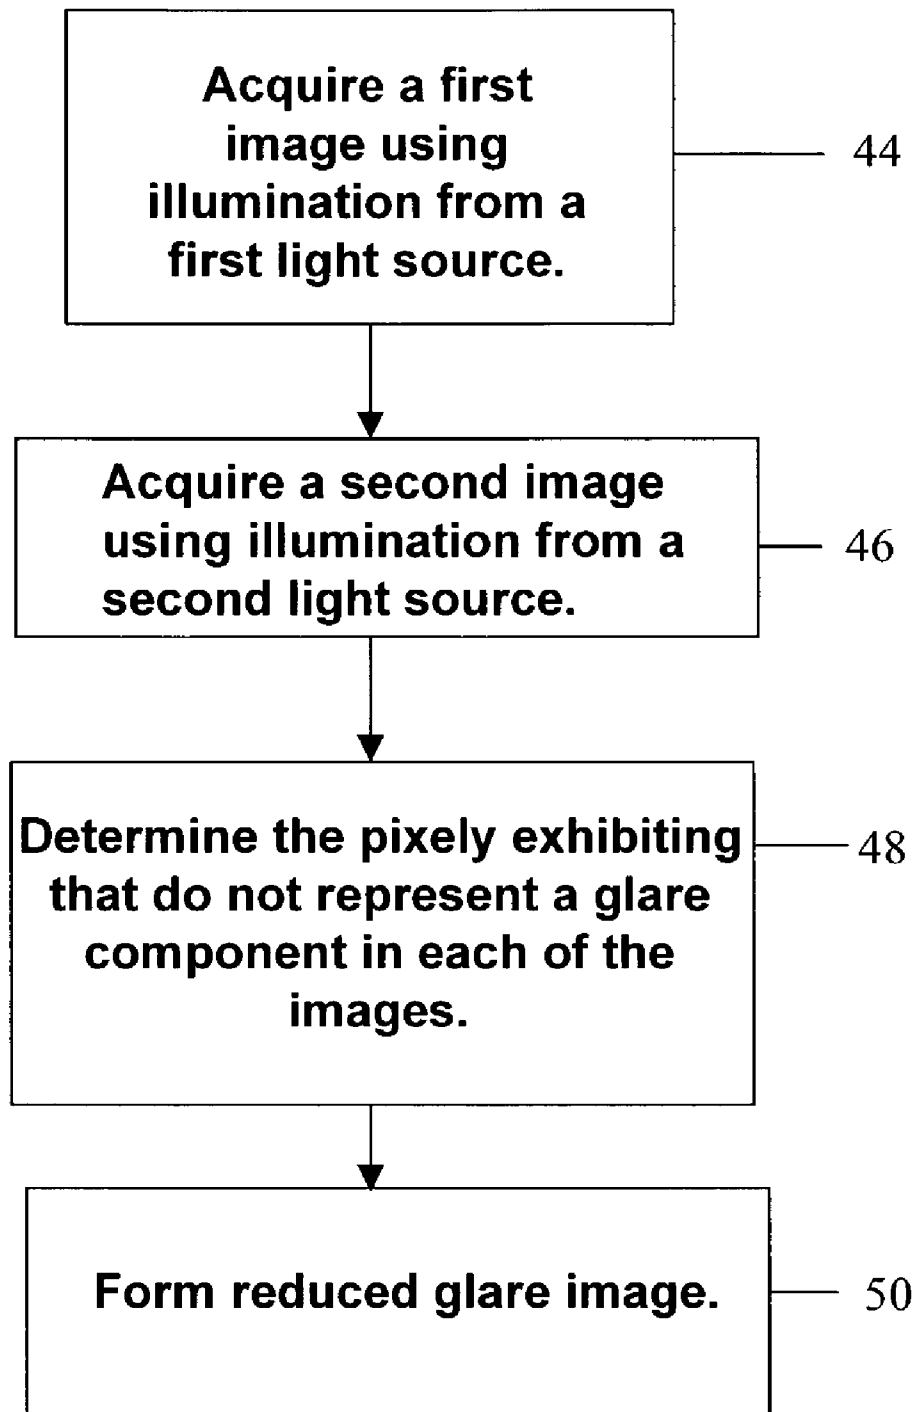 Acquire a first
image using
illumination from a
first light source.
44
Acquire a second image
using illumination from a
second light source.
46
Determine the pixely exhibiting
that do not represent a glare
component in each of the
images.
48
Form reduced glare image.
50